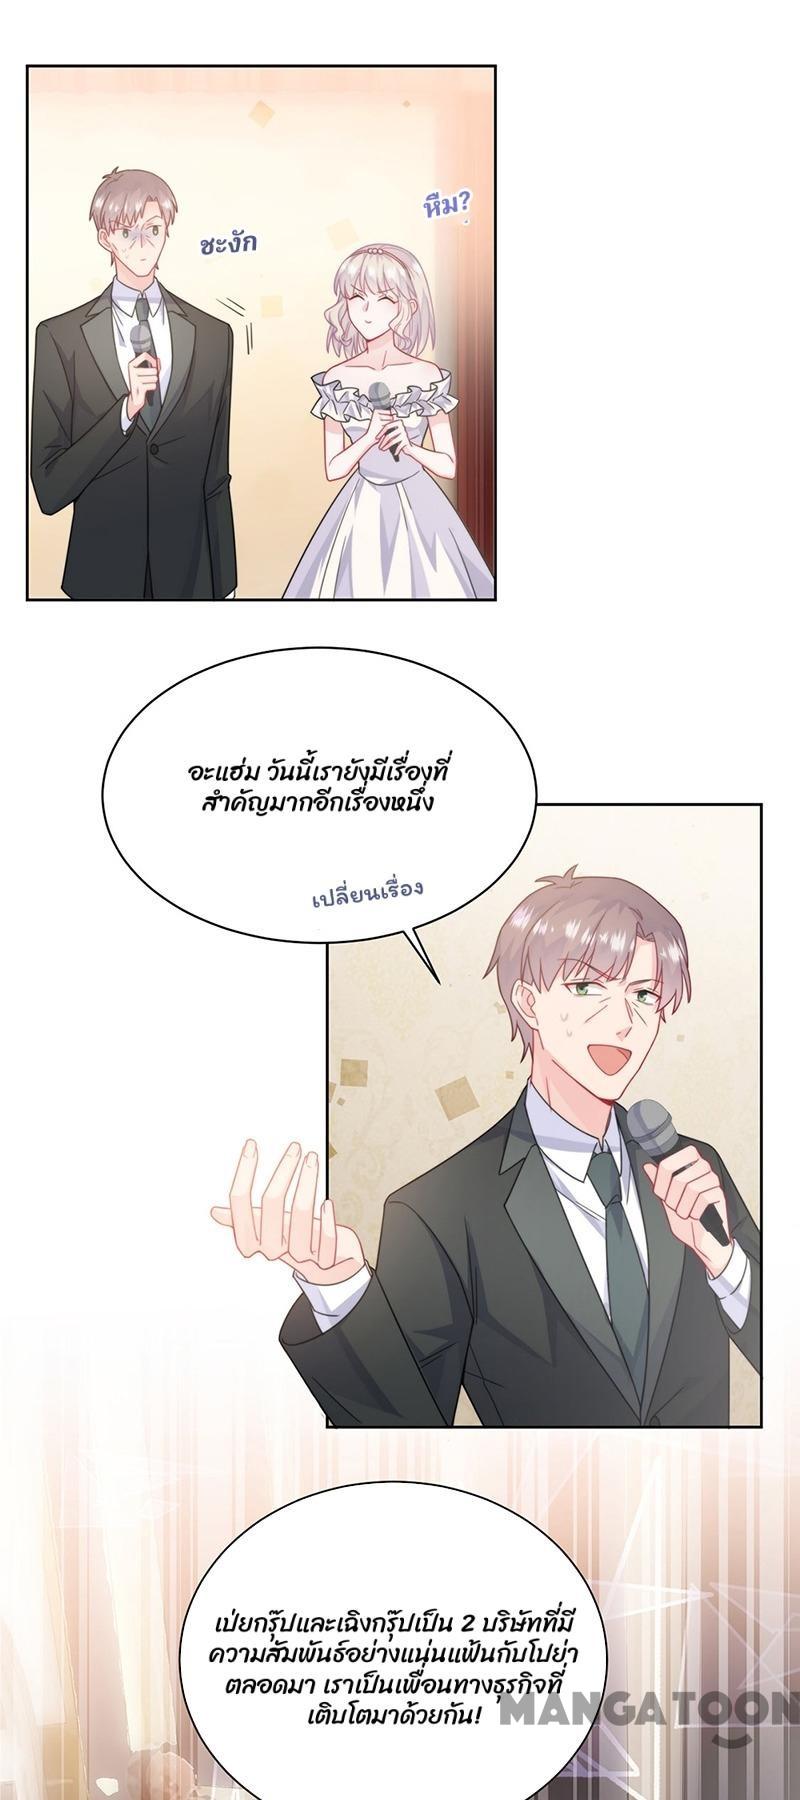 หืม?
ชะงัก
อะแฮ่ม วันนี้เรายังมีเรื่องที่
สำคัญมากอีกเรื่องหนึ่ง
เปลี่ยนเรื่อง
เป่ยกรุ๊ปและเฉิงกรุ๊ปเป็น 2 บริษัทที่มี
ความสัมพันธ์อย่างแน่นแฟ้นกับโปย่า
ตลอดมา เราเป็นเพื่อนทางธุรกิจที่
เติบโตมาด้วยกัน!
MANGATOON